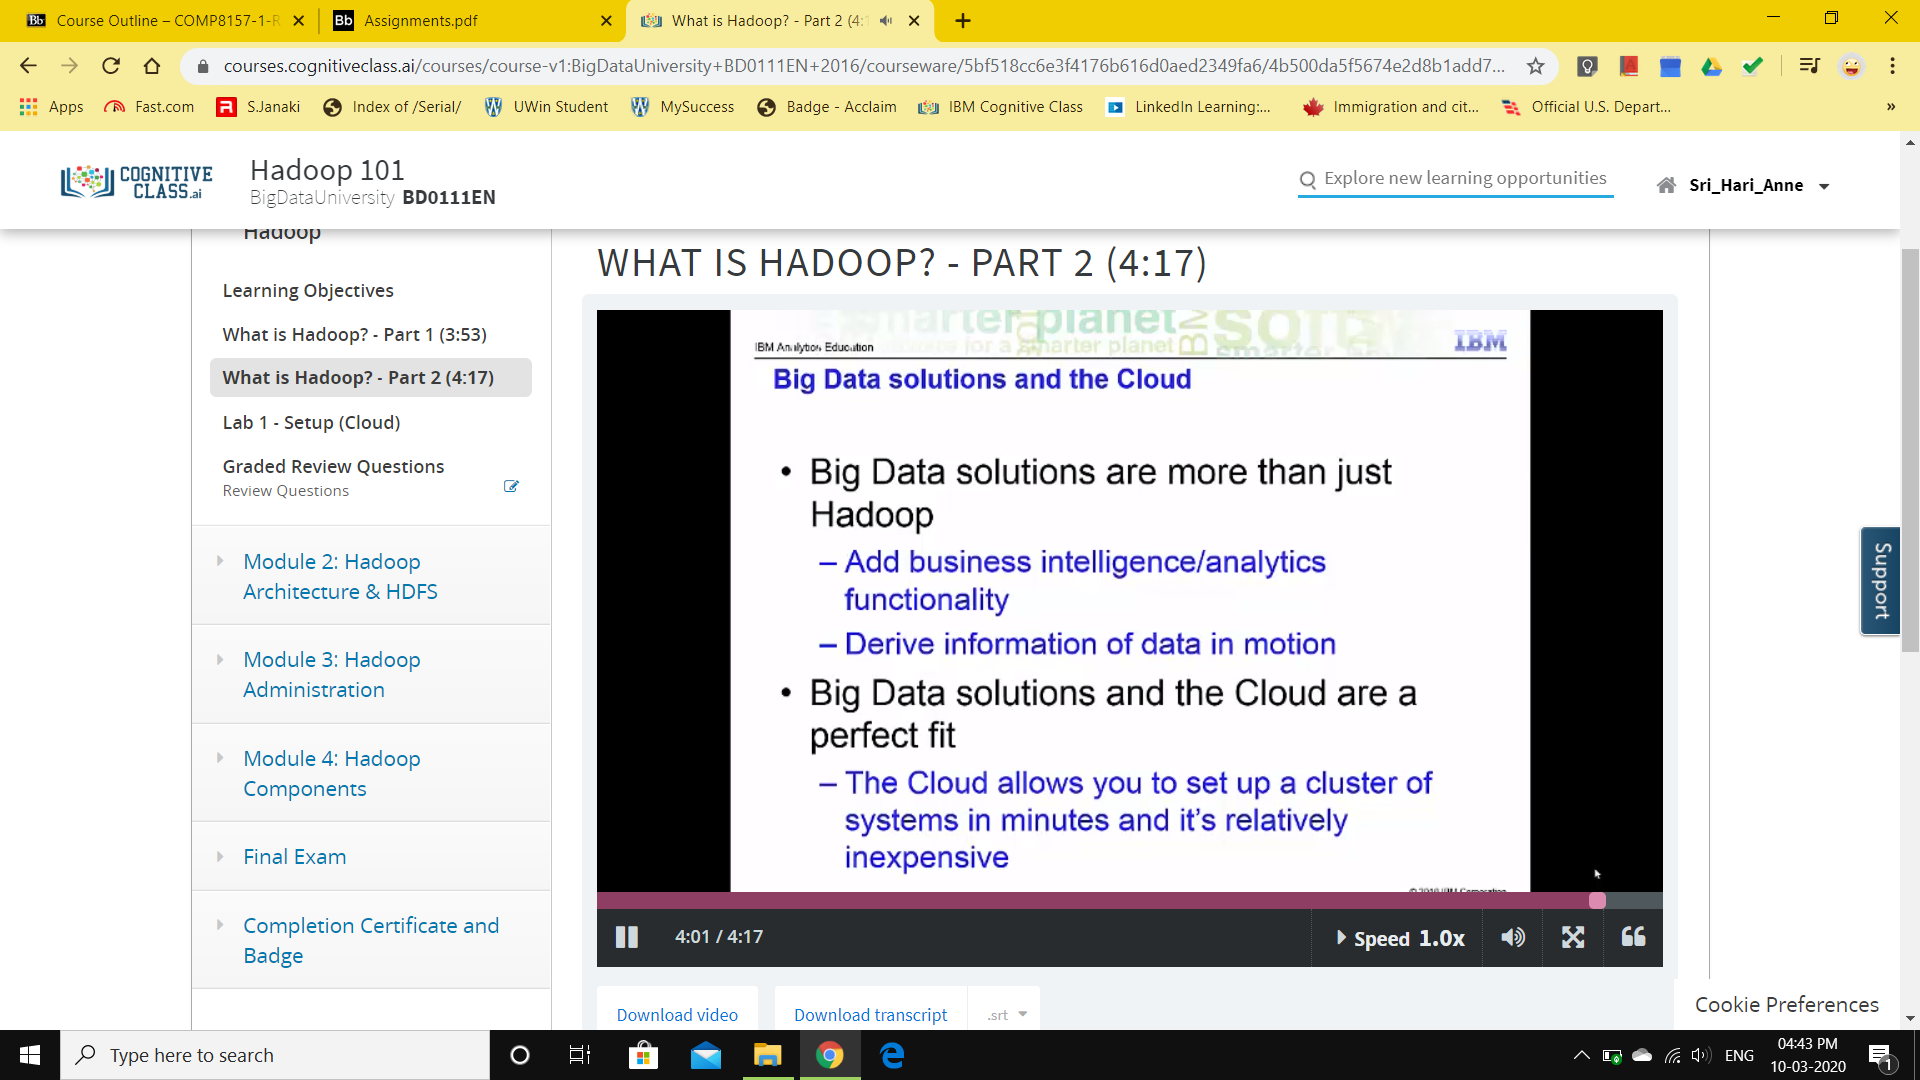 Course Outline – COMP8157-1-R
Assignments.pdf
What is Hadoop? - Part 2 (4:1
courses.cognitiveclass.ai/courses/course-v1:BigDataUniversity+BD0111EN+2016/courseware/5bf518cc6e3f4176b616d0aed2349fa6/4b500da5f5674e2d8b1add7...
Apps
Fast.com
S.Janaki
Index of /Serial/
UWin Student
MySuccess
Badge - Acclaim
IBM Cognitive Class
LinkedIn Learning:...
Immigration and cit...
Official U.S. Depart...
»
COGNITIVE
CLASS.ai
Hadoop 101
BigDataUniversity BD0111EN
Explore new learning opportunities
Sri_Hari_Anne
Hadoop
Learning Objectives
What is Hadoop? - Part 1 (3:53)
What is Hadoop? - Part 2 (4:17)
Lab 1 - Setup (Cloud)
Graded Review Questions
Review Questions
Module 2: Hadoop
Architecture & HDFS
Module 3: Hadoop
Administration
Module 4: Hadoop
Components
Final Exam
Completion Certificate and
Badge
WHAT IS HADOOP? - PART 2 (4:17)
IBM Analytics Education
IBM
Big Data solutions and the Cloud
• Big Data solutions are more than just
Hadoop
– Add business intelligence/analytics
functionality
– Derive information of data in motion
• Big Data solutions and the Cloud are a
perfect fit
– The Cloud allows you to set up a cluster of
systems in minutes and it's relatively
inexpensive
© 2016 IBM Corporation
4:01 / 4:17
Speed 1.0x
Download video
Download transcript
.srt
Support
Cookie Preferences
Type here to search
ENG
04:43 PM
10-03-2020
1